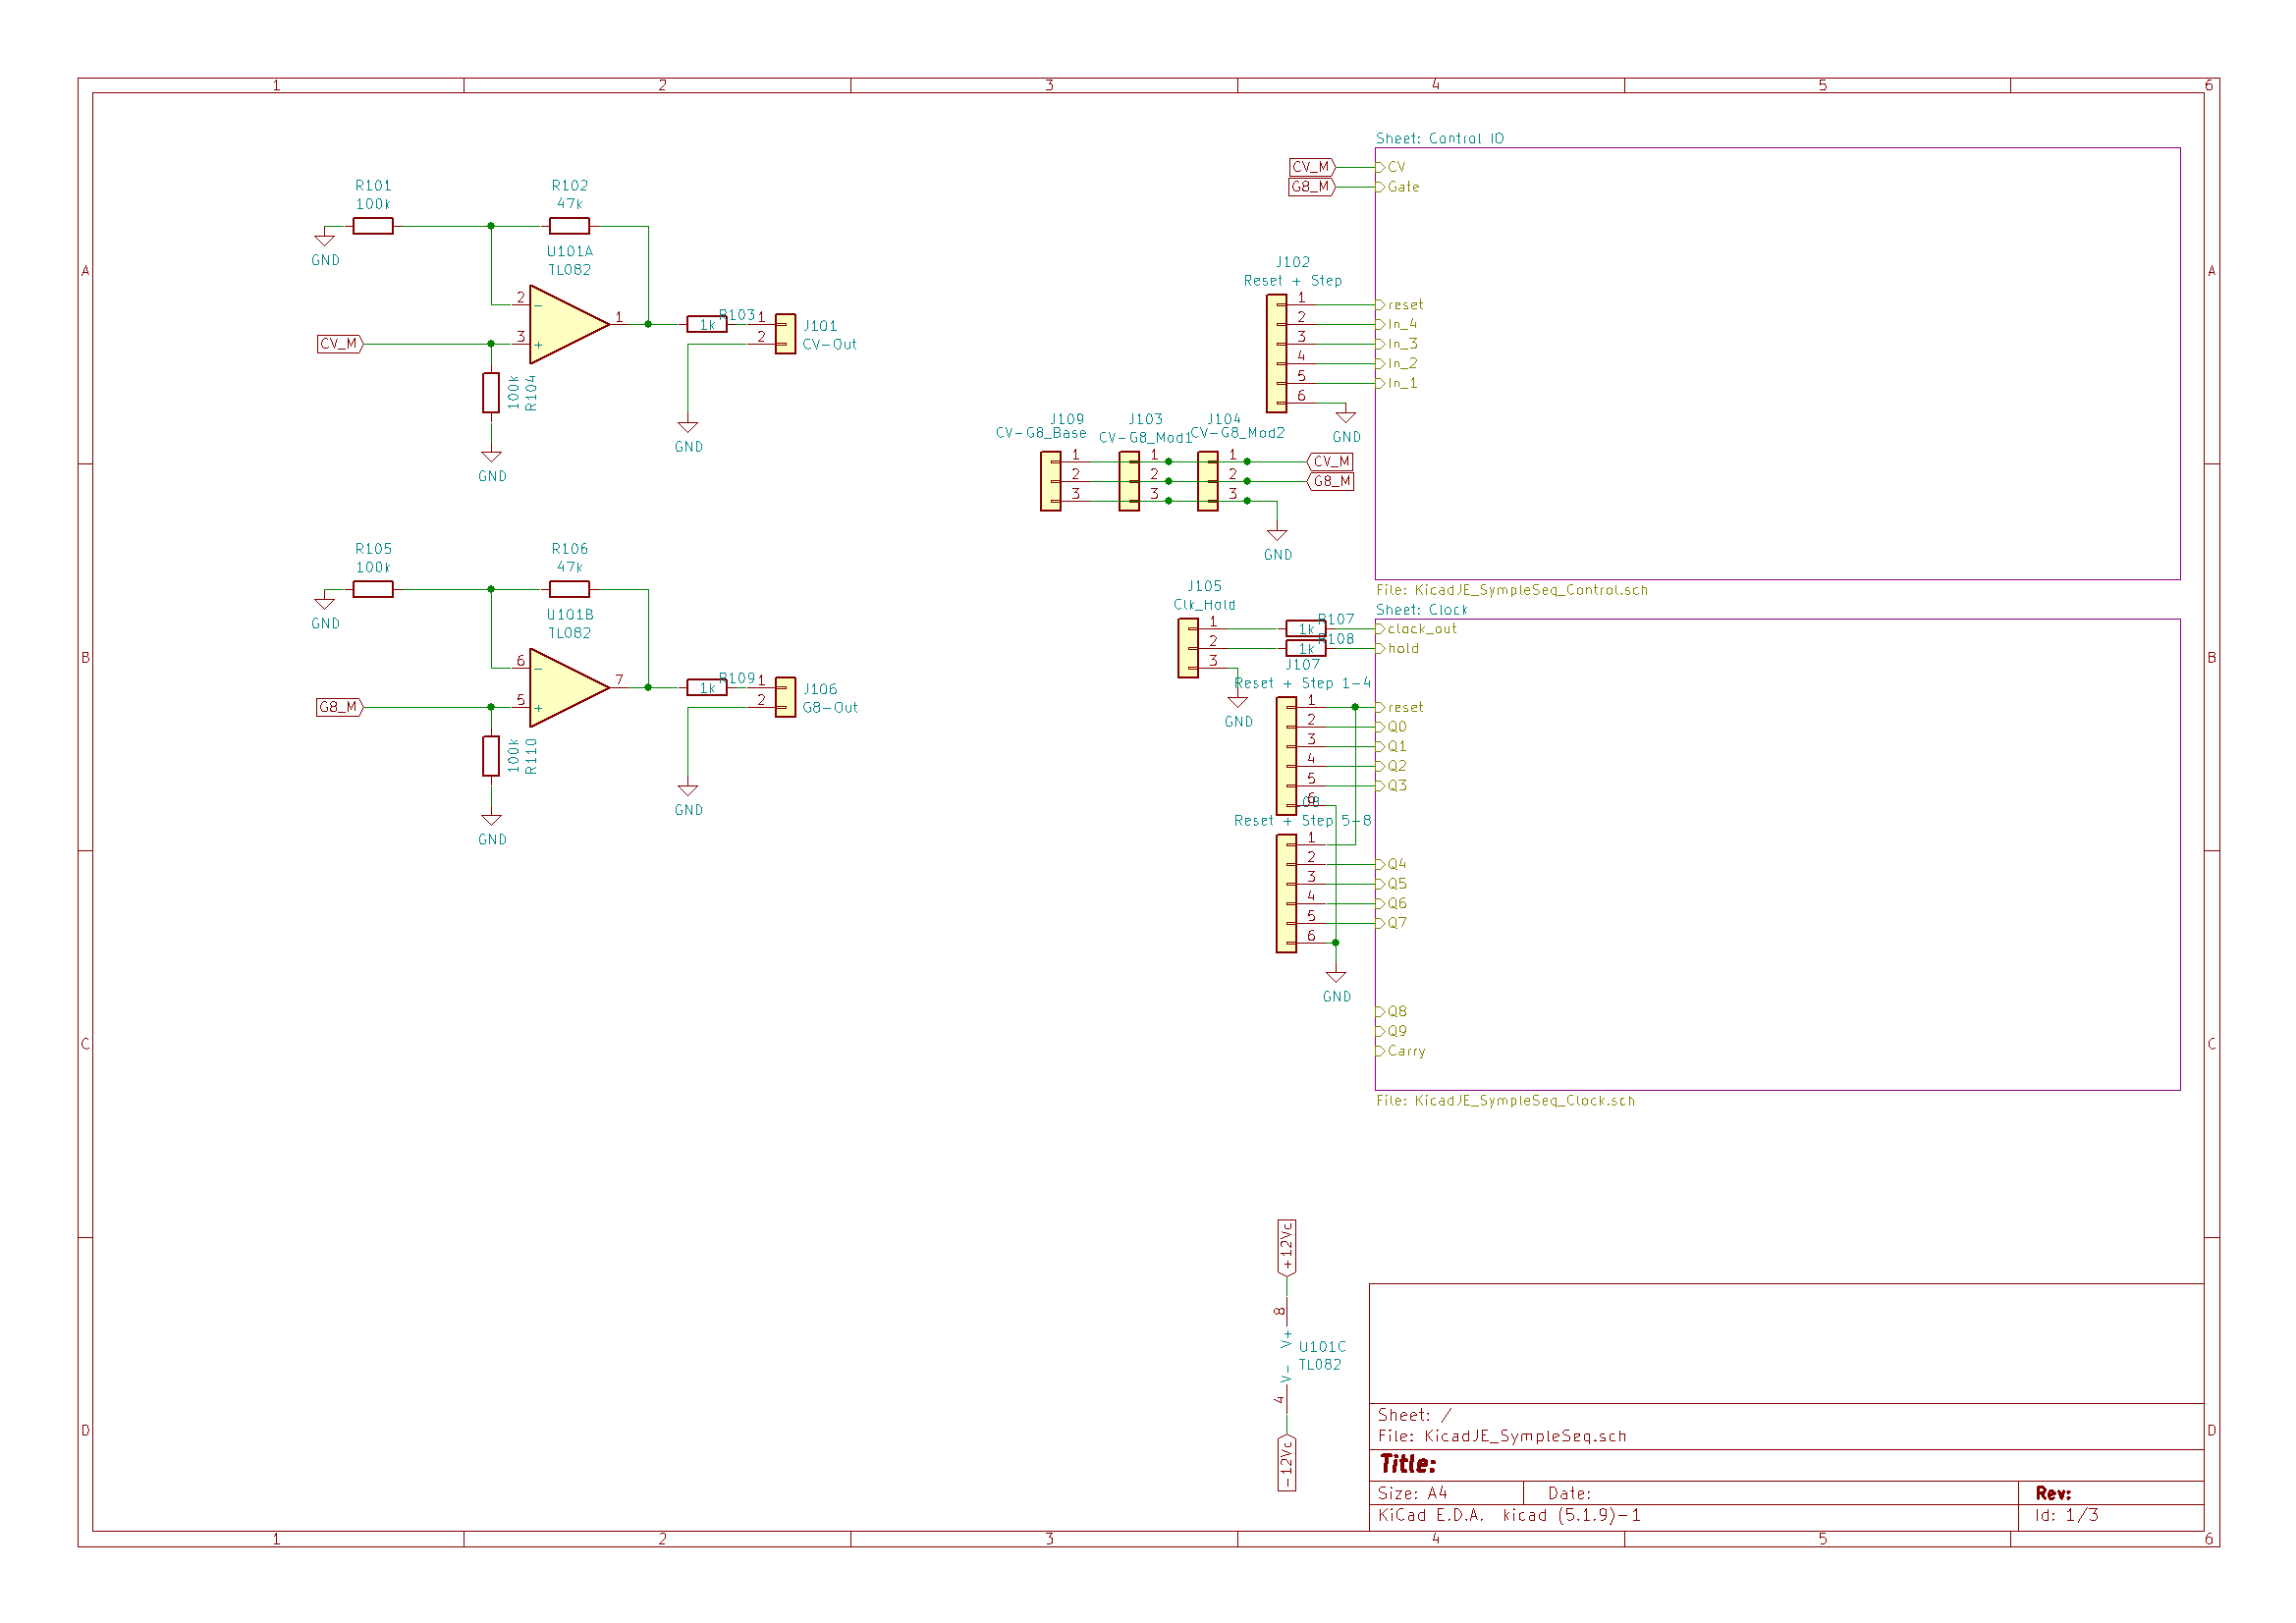 1 2 3 4 5 6
A
B
C
D
R101
100k
GND
R102
47k
U101A
TL082
2
3
1
CV_M
100k
R104
GND
R103
1k
1
2
J101
CV-Out
GND
R105
100k
GND
R106
47k
U101B
TL082
6
5
7
G8_M
100k
R110
GND
R109
1k
1
2
J106
G8-Out
GND
J109
CV-G8_Base
1
2
3
J103
CV-G8_Mod1
1
2
3
J104
CV-G8_Mod2
1
2
3
CV_M
G8_M
GND
Sheet: Control IO
CV_M
G8_M
CV
Gate
J102
Reset + Step
1
2
3
4
5
6
GND
reset
In_4
In_3
In_2
In_1
File: KicadJE_SympleSeq_Control.sch
Sheet: Clock
J105
Clk_Hold
1
2
3
GND
R107
1k
R108
1k
clock_out
hold
J107
Reset + Step 1-4
1
2
3
4
5
6
reset
Q0
Q1
Q2
Q3
08
Reset + Step 5-8
1
2
3
4
5
6
GND
Q4
Q5
Q6
Q7
Q8
Q9
Carry
File: KicadJE_SympleSeq_Clock.sch
+12Vc
8
V+
U101C
TL082
V-
4
-12Vc
Sheet: /
File: KicadJE_SympleSeq.sch
Title:
Size: A4
Date:
Rev:
KiCad E.D.A. kicad (5.1.9)-1
Id: 1/3
A
B
C
D
1 2 3 4 5 6